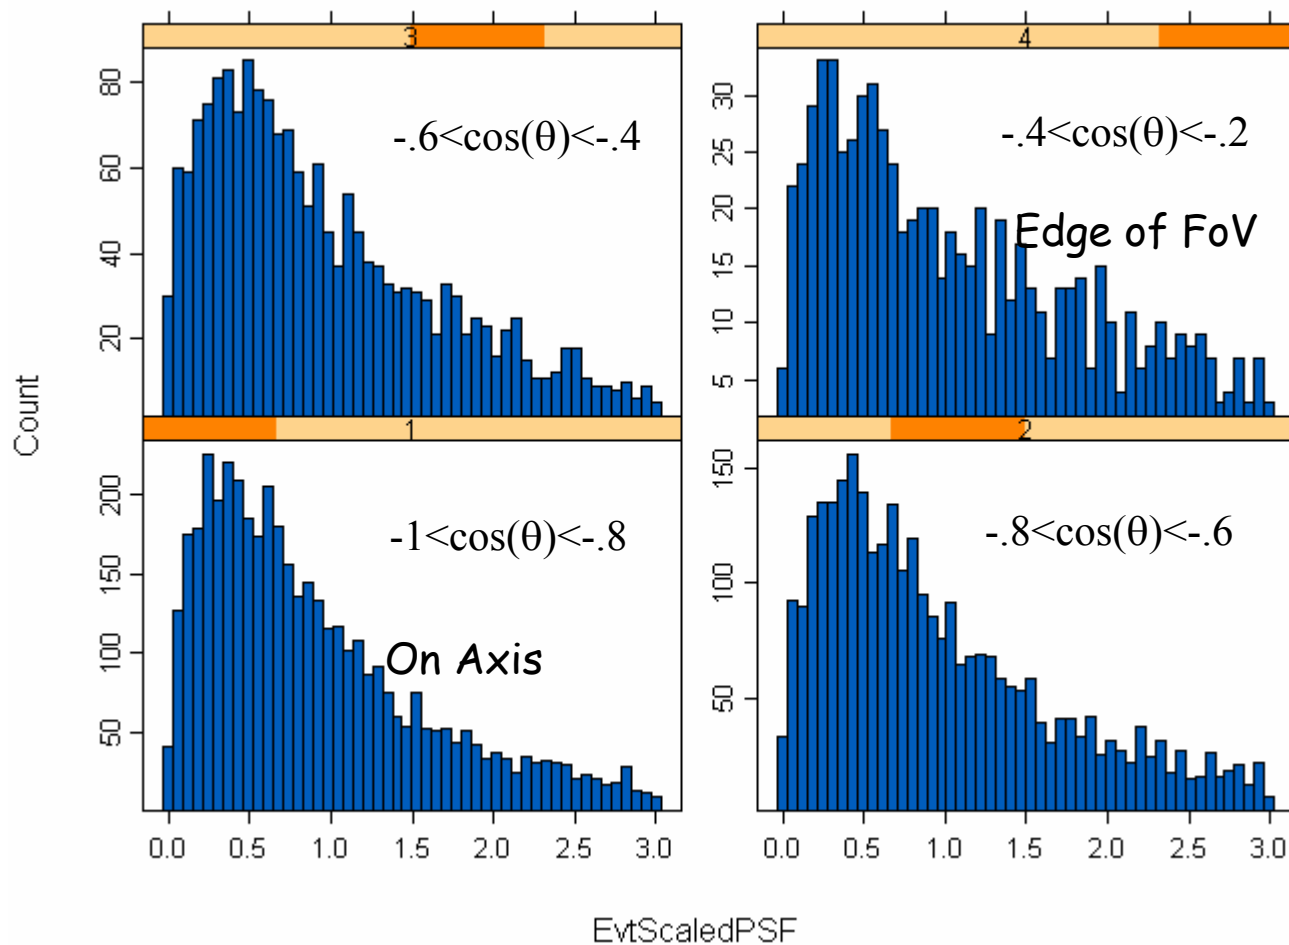 3
80
60
40
20
-.6<cos(θ)<-.4
4
30
25
20
15
10
5
-.4<cos(θ)<-.2
Edge of FoV
Count
1
200
150
100
50
-1<cos(θ)<-.8
On Axis
0.0 0.5 1.0 1.5 2.0 2.5 3.0
2
150
100
50
-.8<cos(θ)<-.6
0.0 0.5 1.0 1.5 2.0 2.5 3.0
EvtScaledPSF